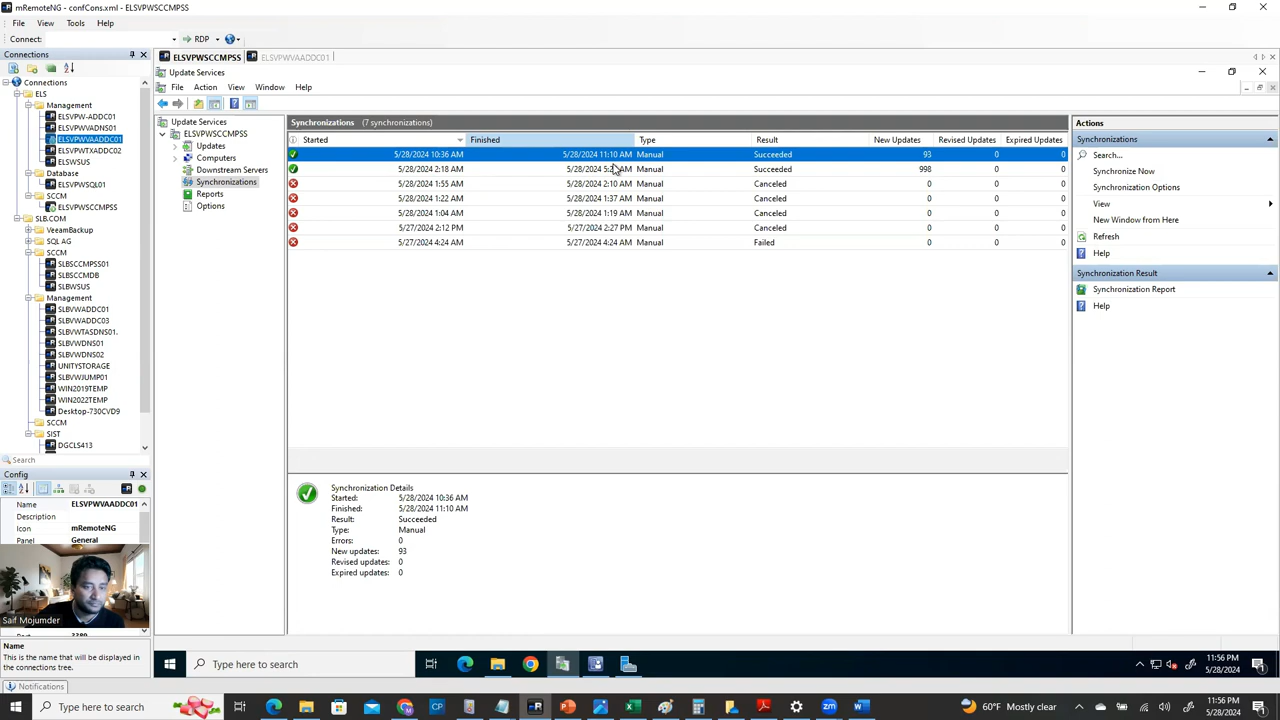 mRemoteNG - confCons.xml - ELSVPWSCCMPSS
File View Tools Help
Connect: RDP
Connections
ELSVPWSCCMPSS ELSVPWVAADDC01
Update Services
File Action View Window Help
Connections
ELS
Management
ELSVPW-ADDC01
ELSVPWVADNS01
ELSVPWVAADDC01
ELSVPWTXADDC02
ELSWSUS
Database
ELSVPWSQL01
SCCM
ELSVPWSCCMPSS
SLB.COM
VeeamBackup
SQL AG
SCCM
SLBSCCMPSS01
SLBSCCMDB
SLBWSUS
Management
SLBVWADDC01
SLBVWADDC03
SLBVWTASDNS01.
SLBVWDNS01
SLBVWDNS02
UNITYSTORAGE
SLBVWJUMP01
WIN2019TEMP
WIN2022TEMP
Desktop-730CVD9
SCCM
SIST
DGCLS413
Search
Config
Name ELSVPWVAADDC01
Description
Icon mRemoteNG
Panel General
Saif Mojumder
Port 3389
Name
This is the name that will be displayed in the connections tree.
Notifications
Update Services
ELSVPWSCCMPSS
Updates
Computers
Downstream Servers
Synchronizations
Reports
Options
Synchronizations (7 synchronizations)
Started Finished Type Result New Updates Revised Updates Expired Updates
5/28/2024 10:36 AM 5/28/2024 11:10 AM Manual Succeeded 93 0 0
5/28/2024 2:18 AM 5/28/2024 AM Manual Succeeded 998 0 0
5/28/2024 1:55 AM 5/28/2024 2:10 AM Manual Canceled 0 0 0
5/28/2024 1:22 AM 5/28/2024 1:37 AM Manual Canceled 0 0 0
5/28/2024 1:04 AM 5/28/2024 1:19 AM Manual Canceled 0 0 0
5/27/2024 2:12 PM 5/27/2024 2:27 PM Manual Canceled 0 0 0
5/27/2024 4:24 AM 5/27/2024 4:24 AM Manual Failed 0 0 0
Synchronization Details
Started: 5/28/2024 10:36 AM
Finished: 5/28/2024 11:10 AM
Result: Succeeded
Type: Manual
Errors: 0
New updates: 93
Revised updates: 0
Expired updates: 0
Actions
Synchronizations
Search...
Synchronize Now
Synchronization Options
View
New Window from Here
Refresh
Help
Synchronization Result
Synchronization Report
Help
Type here to search
11:56 PM
5/28/2024
Type here to search
60°F Mostly clear
11:56 PM
5/28/2024